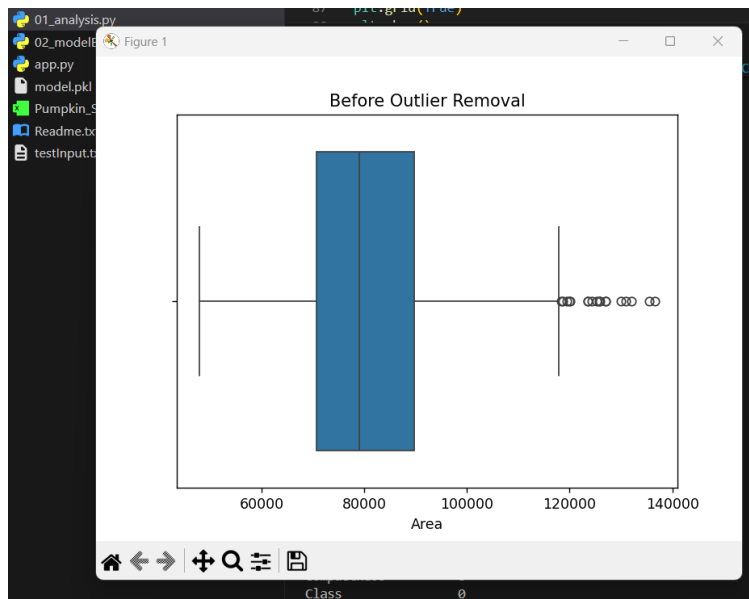 01_analysis.py
87 plt.grid(True)
02_modelE
app.py
model.pkl
Pumpkin_S
Readme.tx
testInput.tx
Figure 1
Before Outlier Removal
60000 80000 100000 120000 140000
Area
Class 0